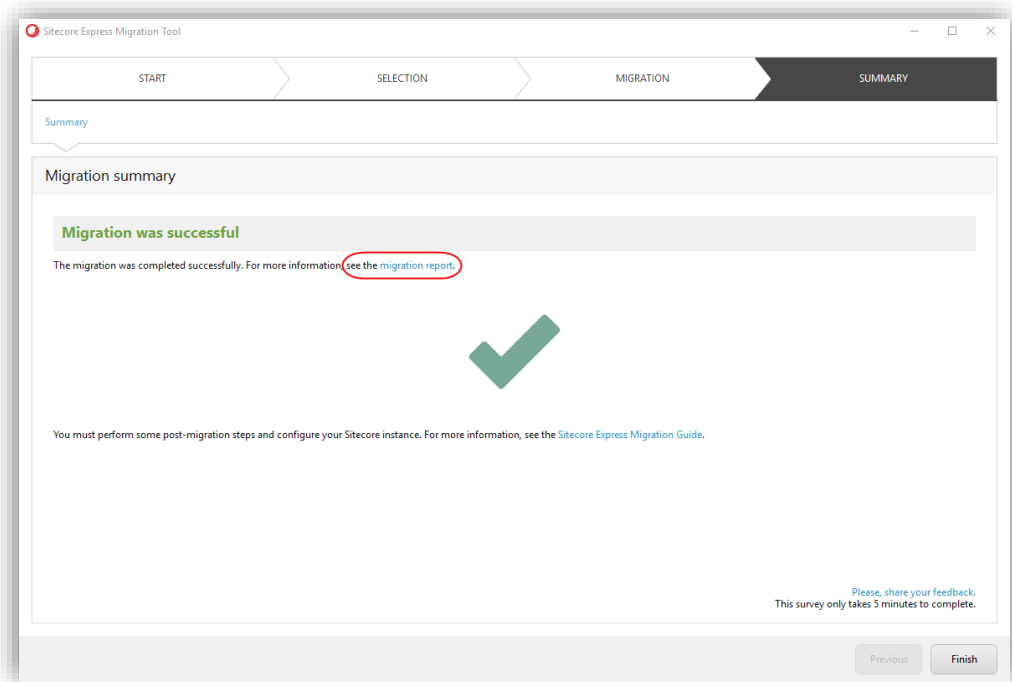 Sitecore Express Migration Tool
START
SELECTION
MIGRATION
SUMMARY
Summary
Migration summary
Migration was successful
The migration was completed successfully. For more information, see the migration report.
You must perform some post-migration steps and configure your Sitecore instance. For more information, see the Sitecore Express Migration Guide.
Please, share your feedback.
This survey only takes 5 minutes to complete.
Previous
Finish